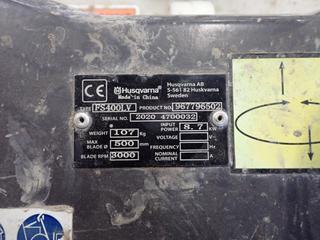 CE Husqvarna Husqvarna AB
Made in China S-561 82 Huskvarna
Sweden
TYPE FS400LV PRODUCT NO. 967796502
SERIAL NO. 2020 4700032
WEIGHT 107 Kg INPUT POWER 8.7 KW
MAX BLADE Ø 500 mm VOLTAGE V~
FREQUENCY Hz
BLADE RPM 3000 NOMINAL CURRENT A